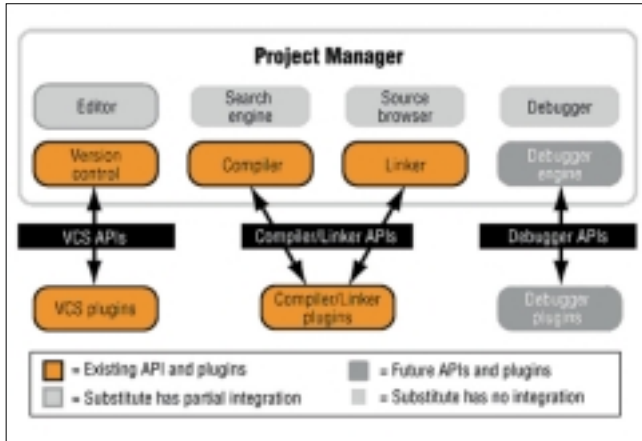 Project Manager
Editor
Search
engine
Source
browser
Debugger
Version
control
Compiler
Linker
Debugger
engine
VCS APIs
Compiler/Linker APIs
Debugger APIs
VCS plugins
Compiler/Linker
plugins
Debugger
plugins
= Existing API and plugins
= Future APIs and plugins
= Substitute has partial integration
= Substitute has no integration